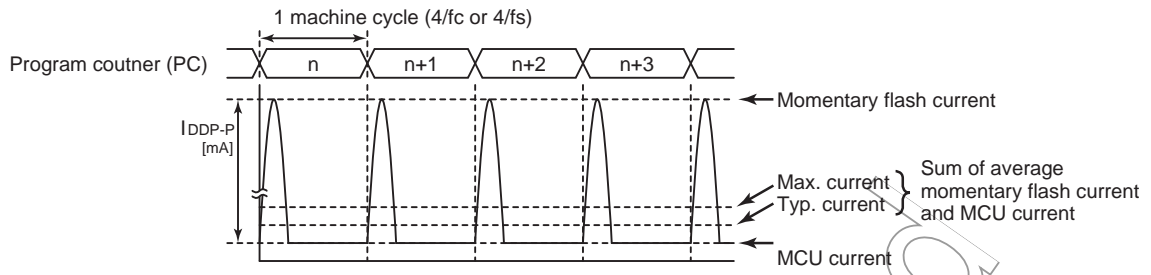 1 machine cycle (4/fc or 4/fs)
Program coutner (PC)
n
n+1
n+2
n+3
Momentary flash current
IDDP-P
[mA]
Max. current
Typ. current
Sum of average
momentary flash current
and MCU current
MCU current